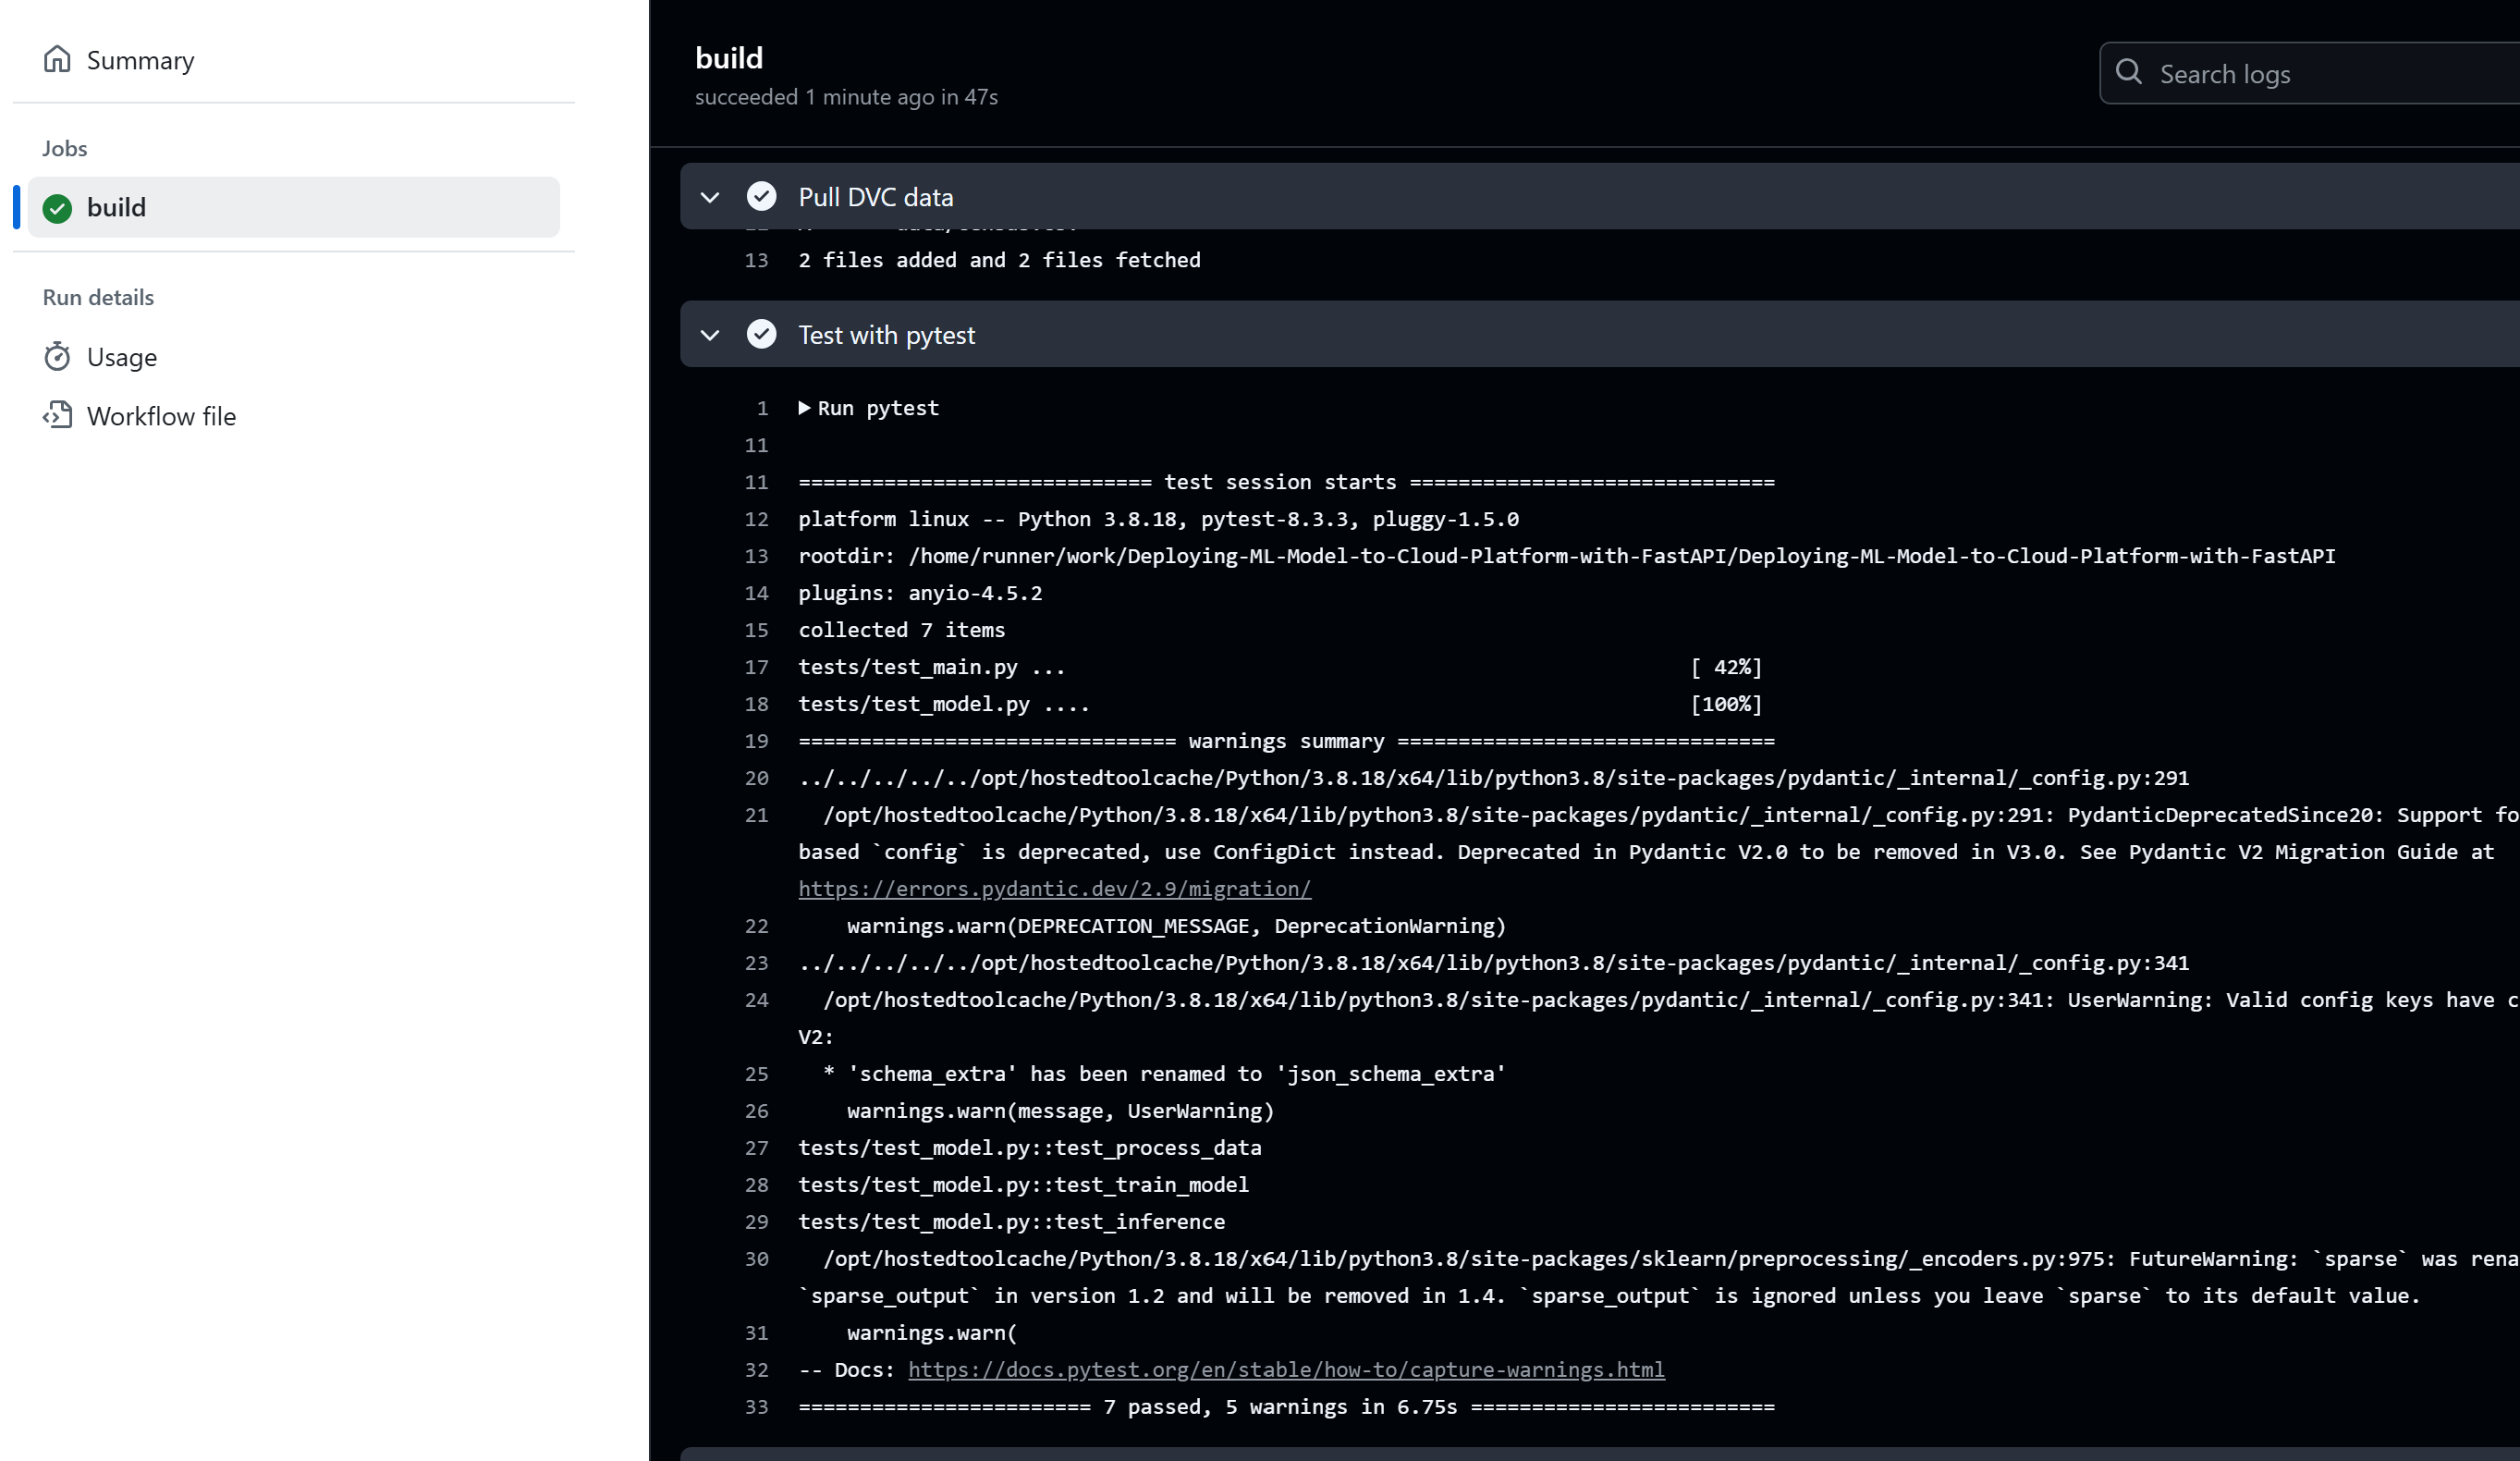 Summary
Jobs
build
Run details
Usage
Workflow file
build
succeeded 1 minute ago in 47s
Search logs
Pull DVC data
13 2 files added and 2 files fetched
Test with pytest
1 Run pytest
11
11 ============================= test session starts ==============================
12 platform linux -- Python 3.8.18, pytest-8.3.3, pluggy-1.5.0
13 rootdir: /home/runner/work/Deploying-ML-Model-to-Cloud-Platform-with-FastAPI/Deploying-ML-Model-to-Cloud-Platform-with-FastAPI
14 plugins: anyio-4.5.2
15 collected 7 items
17 tests/test_main.py ... [ 42%]
18 tests/test_model.py .... [100%]
19 =============================== warnings summary ===============================
20 ../../../../../opt/hostedtoolcache/Python/3.8.18/x64/lib/python3.8/site-packages/pydantic/_internal/_config.py:291
21 /opt/hostedtoolcache/Python/3.8.18/x64/lib/python3.8/site-packages/pydantic/_internal/_config.py:291: PydanticDeprecatedSince20: Support fo
based `config` is deprecated, use ConfigDict instead. Deprecated in Pydantic V2.0 to be removed in V3.0. See Pydantic V2 Migration Guide at
https://errors.pydantic.dev/2.9/migration/
22 warnings.warn(DEPRECATION_MESSAGE, DeprecationWarning)
23 ../../../../../opt/hostedtoolcache/Python/3.8.18/x64/lib/python3.8/site-packages/pydantic/_internal/_config.py:341
24 /opt/hostedtoolcache/Python/3.8.18/x64/lib/python3.8/site-packages/pydantic/_internal/_config.py:341: UserWarning: Valid config keys have c
V2:
25 * 'schema_extra' has been renamed to 'json_schema_extra'
26 warnings.warn(message, UserWarning)
27 tests/test_model.py::test_process_data
28 tests/test_model.py::test_train_model
29 tests/test_model.py::test_inference
30 /opt/hostedtoolcache/Python/3.8.18/x64/lib/python3.8/site-packages/sklearn/preprocessing/_encoders.py:975: FutureWarning: `sparse` was rena
`sparse_output` in version 1.2 and will be removed in 1.4. `sparse_output` is ignored unless you leave `sparse` to its default value.
31 warnings.warn(
32 -- Docs: https://docs.pytest.org/en/stable/how-to/capture-warnings.html
33 ======================== 7 passed, 5 warnings in 6.75s =========================